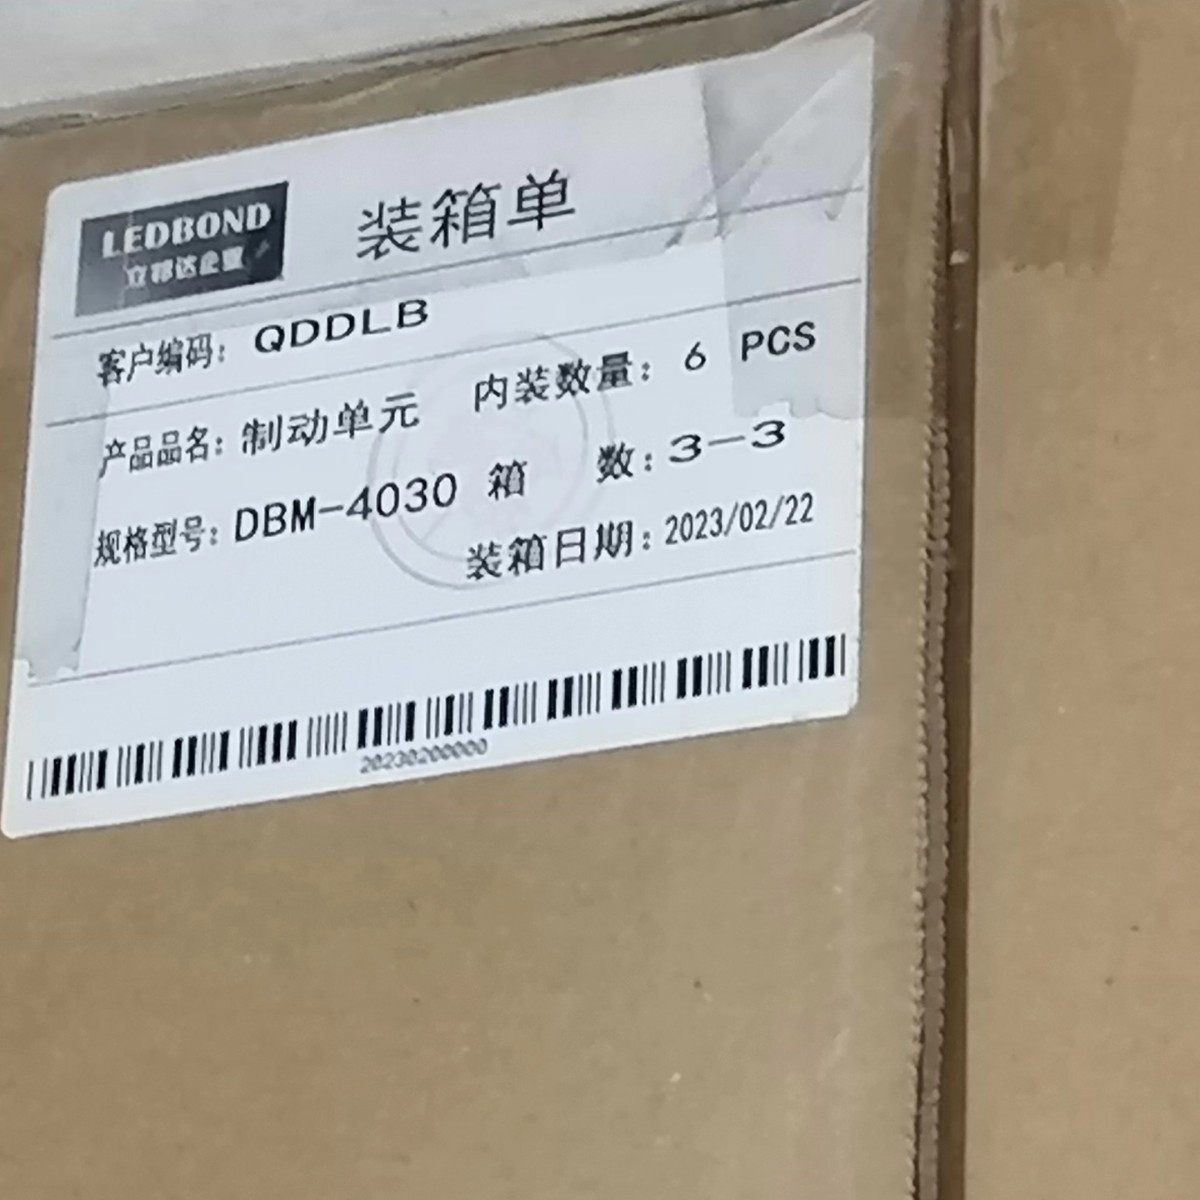 LEDBOND
立邦达企业
装箱单
客户编码: QDDLB
产品品名: 制动单元 内装数量: 6 PCS
规格型号: DBM-4030 箱 数: 3-3
装箱日期: 2023/02/22
20230200000